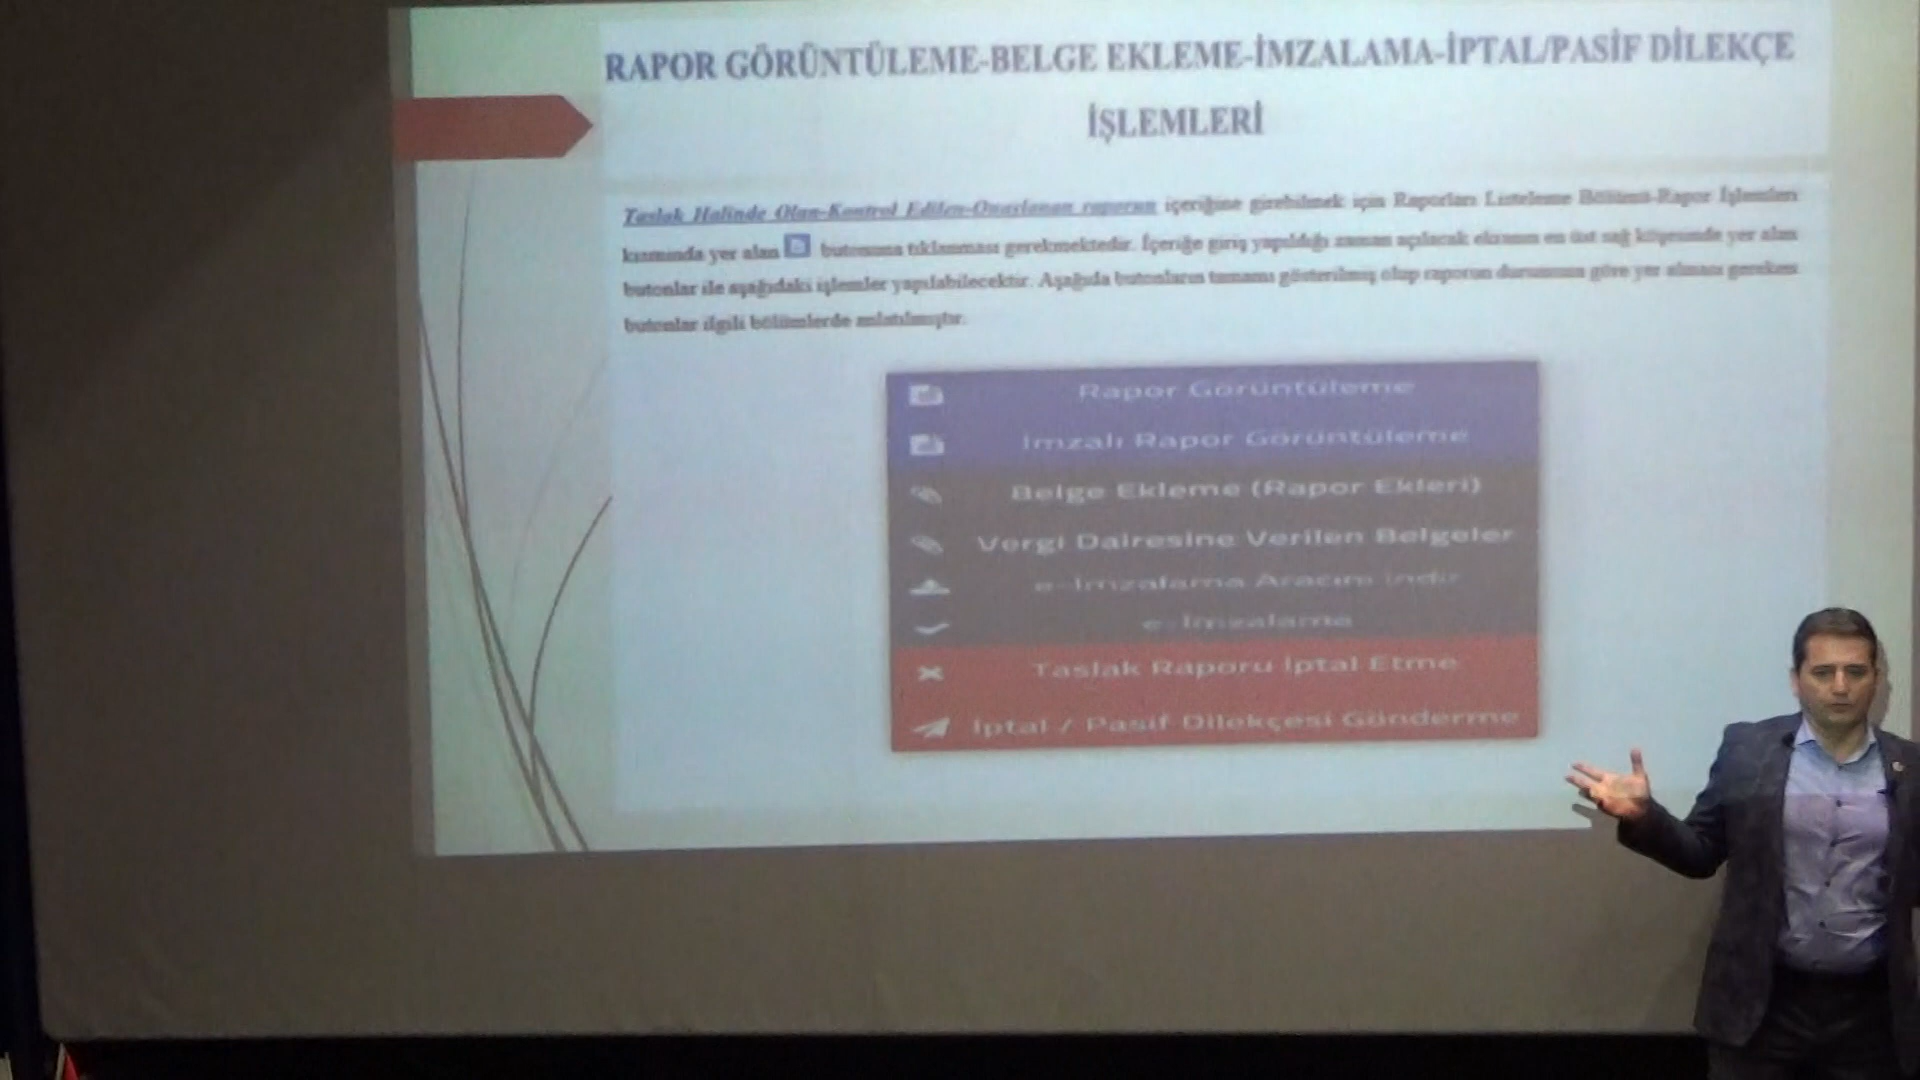 RAPOR GÖRÜNTÜLEME-BELGE EKLEME-İMZALAMA-İPTAL/PASİF DİLEKÇE
İŞLEMLERİ
Taslak Halinde Olan-Kontrol Edilen-Onaylanan raporun içeriğine girebilmek için Raporları Listeleme Bölümü-Rapor İşlemleri
kısmında yer alan butonuna tıklanması gerekmektedir. İçeriğe giriş yapıldığı zaman açılacak ekranın en üst sağ köşesinde yer alan
butonlar ile aşağıdaki işlemler yapılabilecektir. Aşağıda butonların tamamı gösterilmiş olup raporun durumuna göre yer alması gereken
butonlar ilgili bölümlerde anlatılmıştır.
Rapor Görüntüleme
İmzalı Rapor Görüntüleme
Belge Ekleme (Rapor Ekleri)
Vergi Dairesine Verilen Belgeler
e-İmzalama Aracını İndir
e-İmzalama
Taslak Raporu İptal Etme
İptal / Pasif Dilekçesi Gönderme